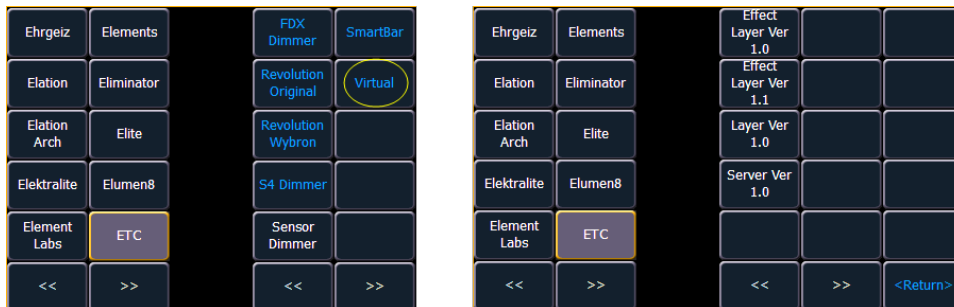 Ehrgeiz
Elements
FDX
Dimmer
SmartBar
Elation
Eliminator
Revolution
Original
Virtual
Elation
Arch
Elite
Revolution
Wybron
Elektralite
Elumen8
S4 Dimmer
Element
Labs
ETC
Sensor
Dimmer
<<
>>
<<
>>
Ehrgeiz
Elements
Effect
Layer Ver
1.0
Elation
Eliminator
Effect
Layer Ver
1.1
Elation
Arch
Elite
Layer Ver
1.0
Elektralite
Elumen8
Server Ver
1.0
Element
Labs
ETC
<<
>>
<<
>>
<Return>